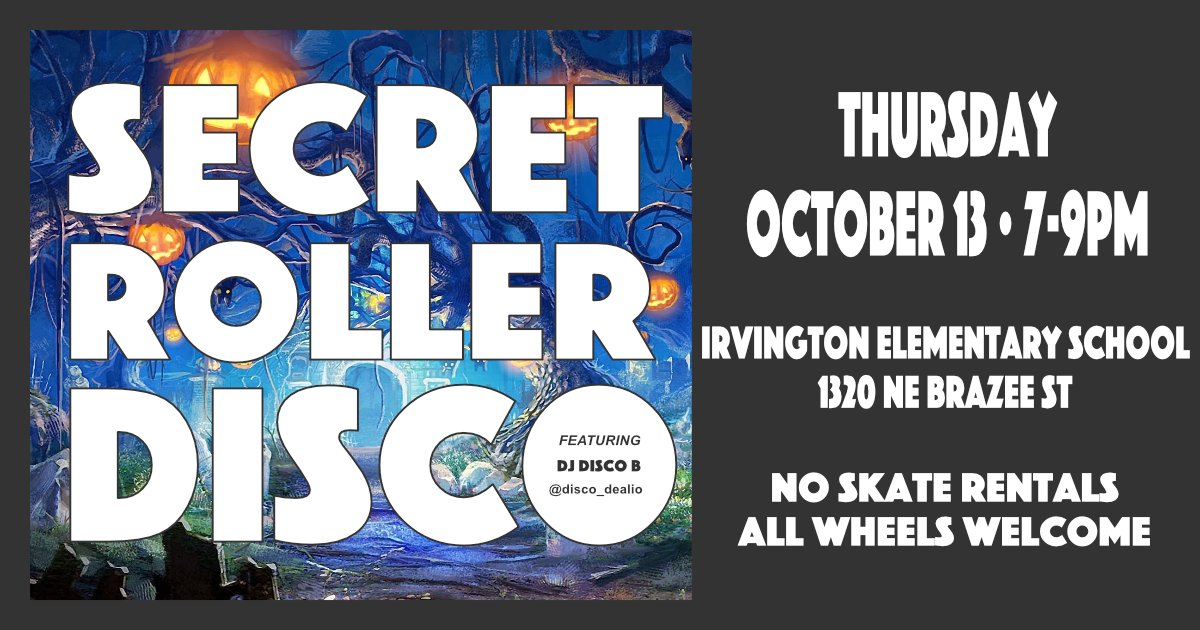 SECRET
ROLLER
DISCO
FEATURING
DJ DISCO B
@disco_dealio
THURSDAY
OCTOBER 13 • 7-9PM
IRVINGTON ELEMENTARY SCHOOL
1320 NE BRAZEE ST
NO SKATE RENTALS
ALL WHEELS WELCOME